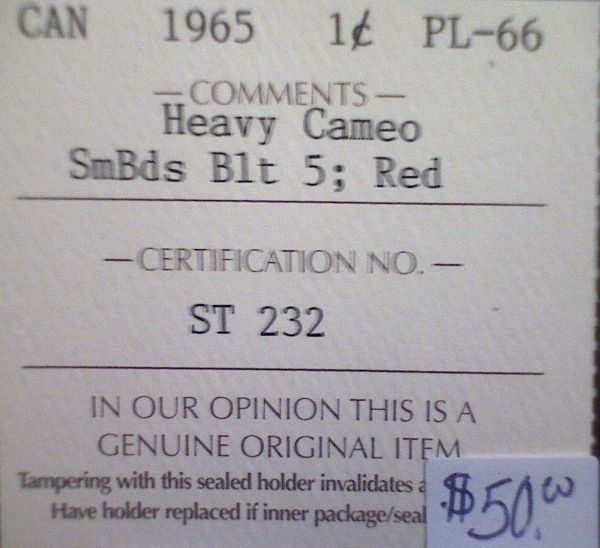 CAN 1965 1¢ PL-66
— COMMENTS —
Heavy Cameo
SmBds Blt 5; Red
— CERTIFICATION NO. —
ST 232
IN OUR OPINION THIS IS A
GENUINE ORIGINAL ITEM
Tampering with this sealed holder invalidates
Have holder replaced if inner package/seal
$50.00